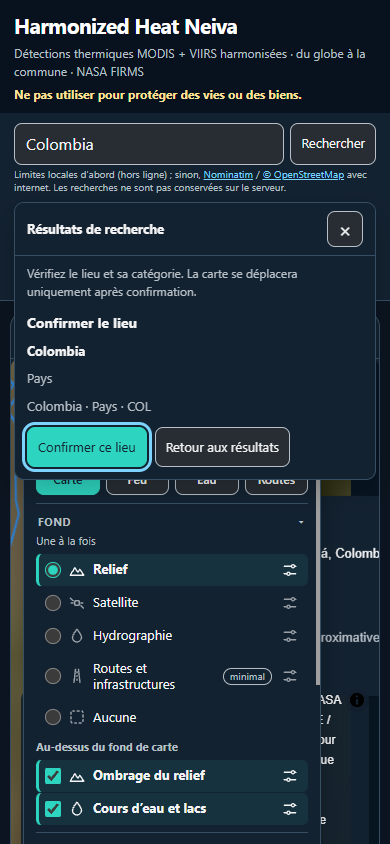 Harmonized Heat Neiva
Détections thermiques MODIS + VIIRS harmonisées · du globe à la
commune · NASA FIRMS
Ne pas utiliser pour protéger des vies ou des biens.
Colombia
Rechercher
Limites locales d'abord (hors ligne) ; sinon, Nominatim / © OpenStreetMap avec
internet. Les recherches ne sont pas conservées sur le serveur.
Résultats de recherche
×
Vérifiez le lieu et sa catégorie. La carte se déplacera
uniquement après confirmation.
Confirmer le lieu
Colombia
Pays
Colombia · Pays · COL
Confirmer ce lieu
Retour aux résultats
Carte
Feu
Eau
Routes
FOND
Une à la fois
á, Colomb
Relief
Satellite
Hydrographie
roximative
Routes et
infrastructures
minimal
Aucune
ASA
E /
our
que
Au-dessus du fond de carte
Ombrage du relief
Cours d'eau et lacs
e